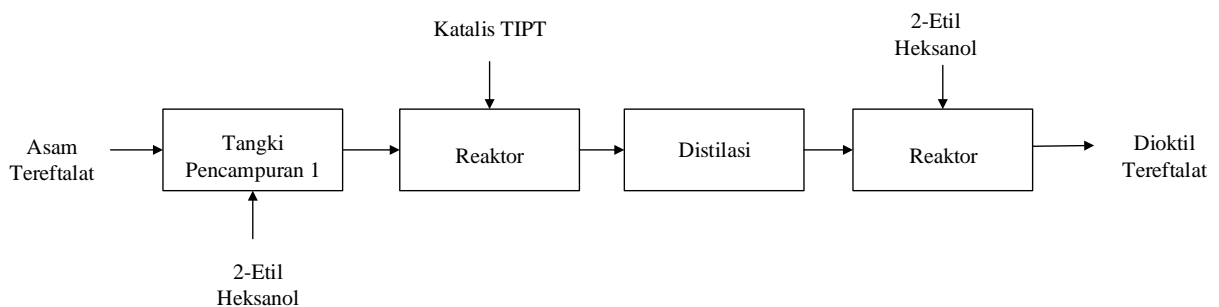 Asam
Tereftalat
Tangki
Pencampuran 1
2-Etil
Heksanol
Katalis TIPT
Reaktor
Distilasi
2-Etil
Heksanol
Reaktor
Dioktil
Tereftalat